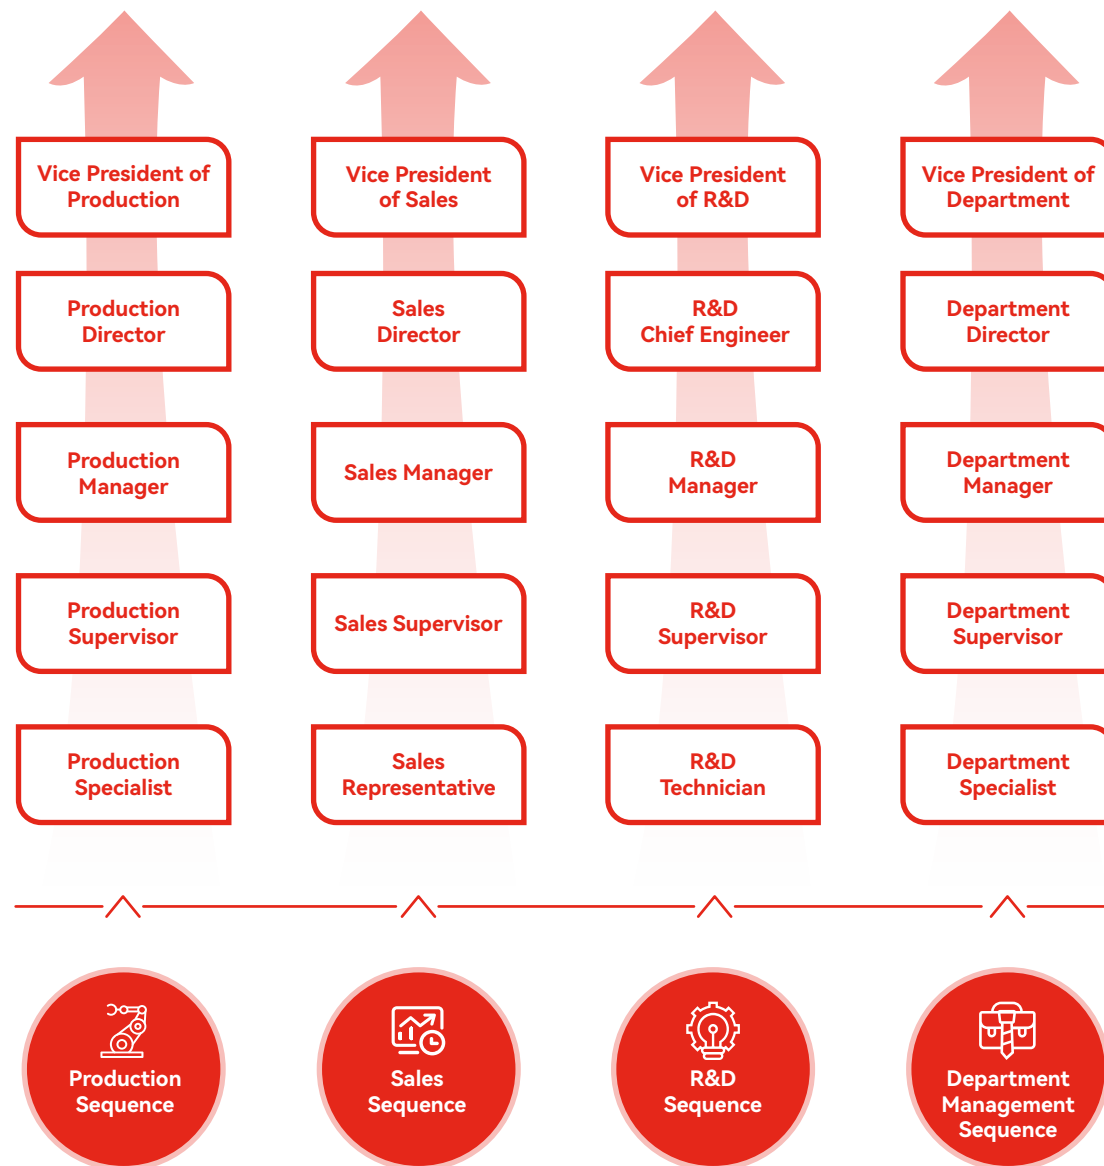 Vice President of
Production
Vice President
of Sales
Vice President
of R&D
Vice President of
Department
Production
Director
Sales
Director
R&D
Chief Engineer
Department
Director
Production
Manager
Sales Manager
R&D
Manager
Department
Manager
Production
Supervisor
Sales Supervisor
R&D
Supervisor
Department
Supervisor
Production
Specialist
Sales
Representative
R&D
Technician
Department
Specialist
Production
Sequence
Sales
Sequence
R&D
Sequence
Department
Management
Sequence